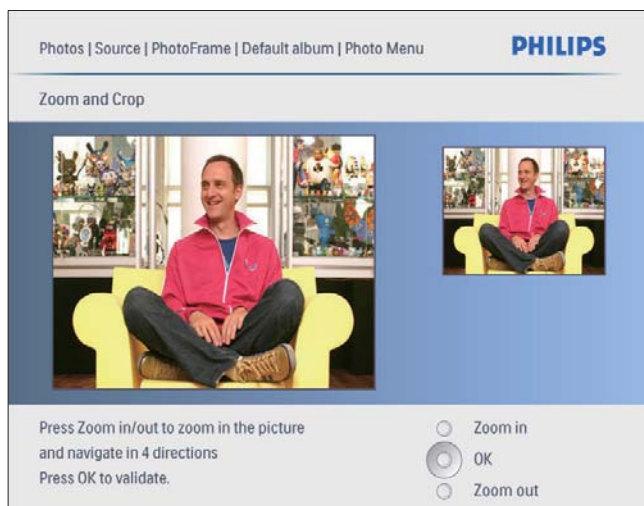 Photos | Source | PhotoFrame | Default album | Photo Menu
PHILIPS
Zoom and Crop
Press Zoom in/out to zoom in the picture
and navigate in 4 directions
Press OK to validate.
Zoom in
OK
Zoom out